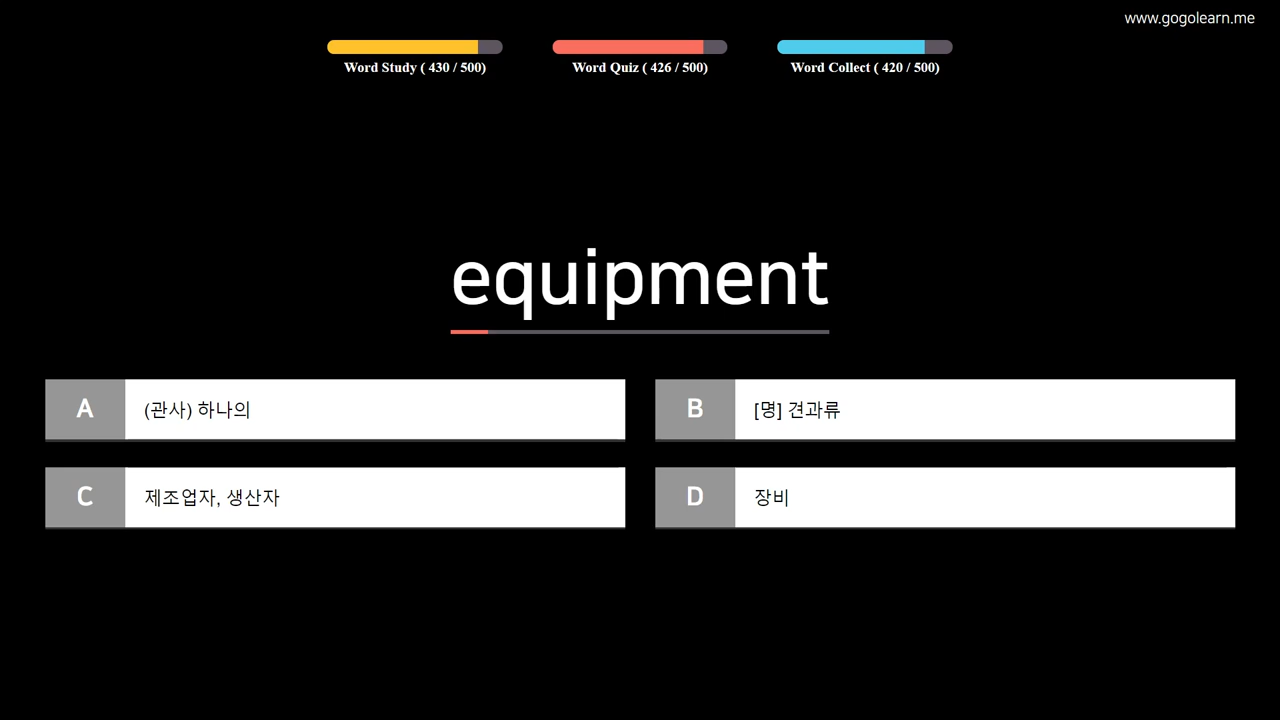 www.gogolearn.me
Word Study ( 430 / 500)
Word Quiz ( 426 / 500)
Word Collect ( 420 / 500)
equipment
A (관사) 하나의
B [명] 견과류
C 제조업자, 생산자
D 장비